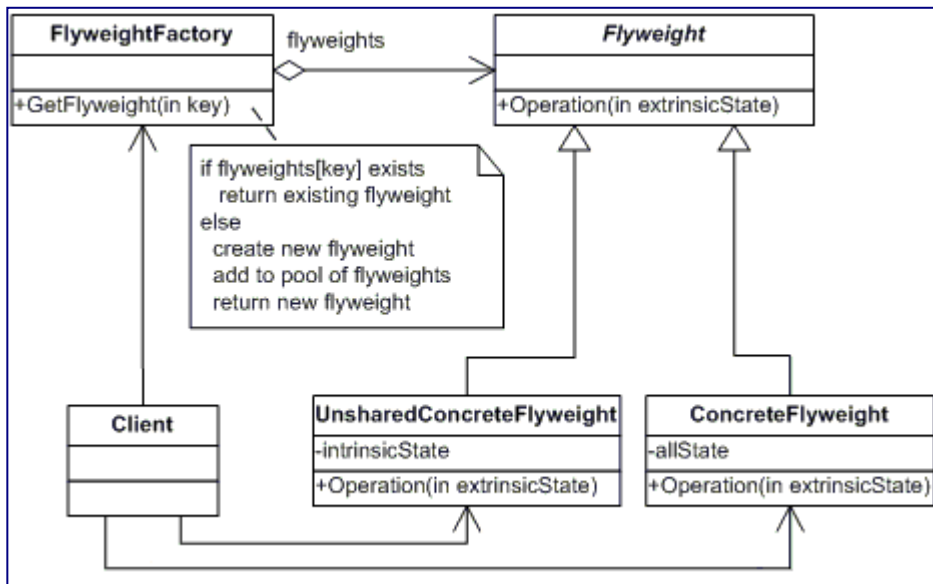 FlyweightFactory
+GetFlyweight(in key)
flyweights
Flyweight
+Operation(in extrinsicState)
if flyweights[key] exists
return existing flyweight
else
create new flyweight
add to pool of flyweights
return new flyweight
Client
UnsharedConcreteFlyweight
-intrinsicState
+Operation(in extrinsicState)
ConcreteFlyweight
-allState
+Operation(in extrinsicState)